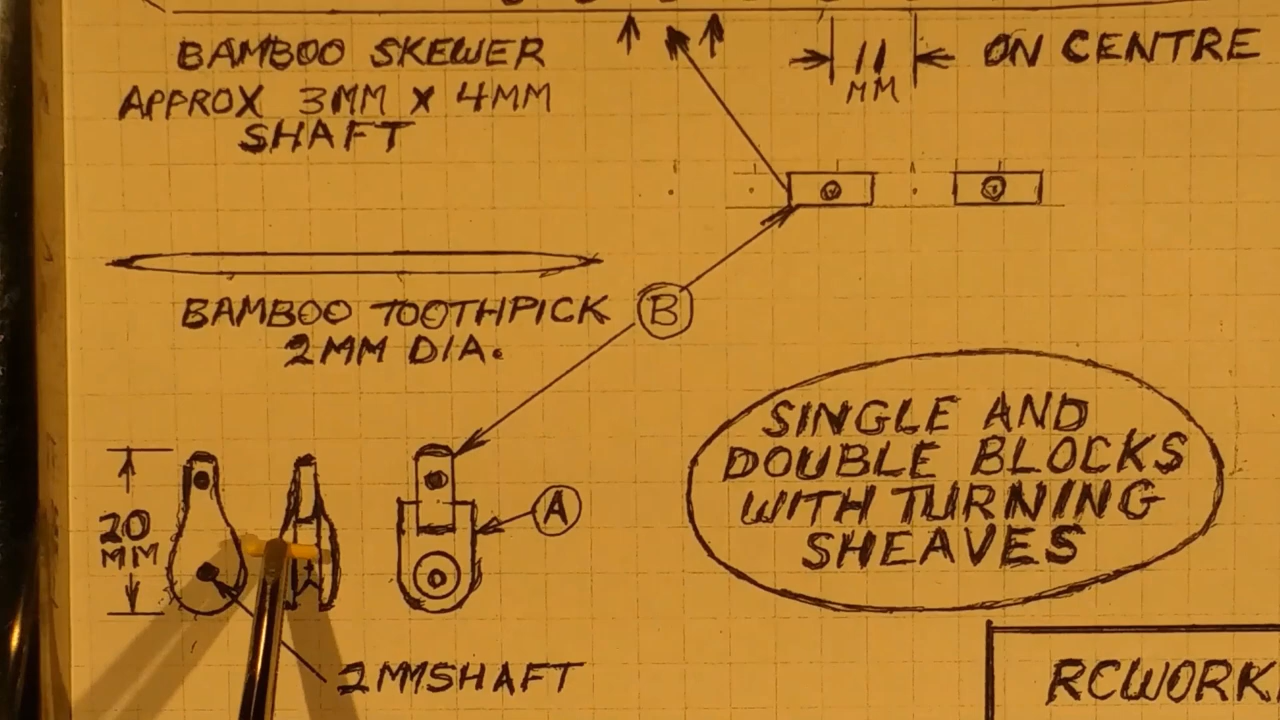 BAMBOO SKEWER
APPROX 3MM X 4MM
SHAFT
11
MM
ON CENTRE
BAMBOO TOOTHPICK
2MM DIA.
B
A
20
MM
2MMSHAFT
SINGLE AND
DOUBLE BLOCKS
WITH TURNING
SHEAVES
RCWORK